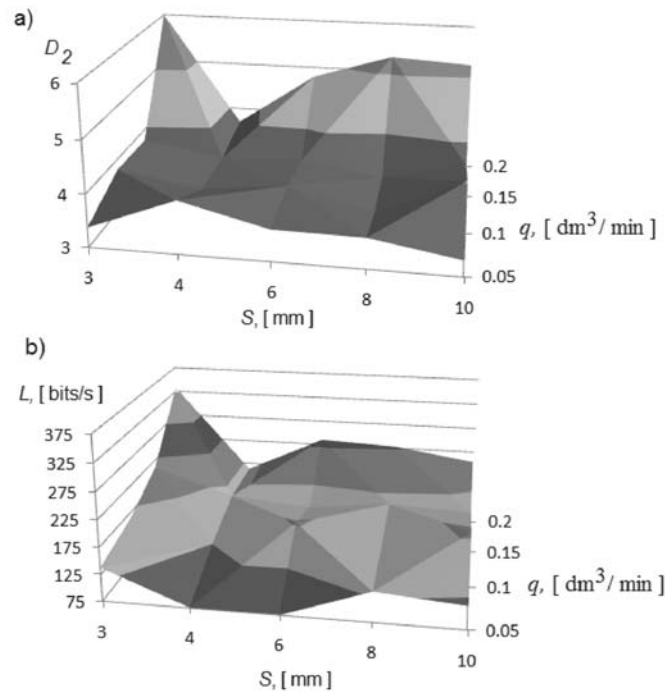 a)
D2
6
5
4
3
3 4 6 8 10
S, [ mm ]
0.2
0.15
0.1
0.05
q, [ dm³/ min ]
b)
L, [ bits/s ]
375
325
275
225
175
125
75
3 4 6 8 10
S, [ mm ]
0.2
0.15
0.1
0.05
q, [ dm³/ min ]